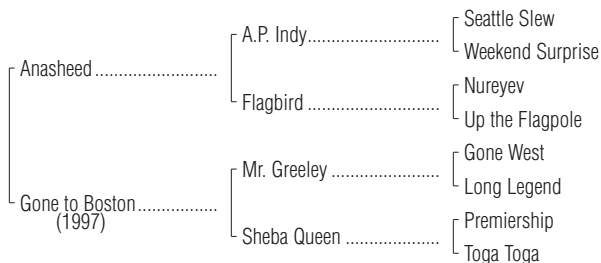 Anasheed..........................
Gone to Boston.................
(1997)
A.P. Indy............................
Flagbird ............................
Mr. Greeley .......................
Sheba Queen ....................
Seattle Slew
Weekend Surprise
Nureyev
Up the Flagpole
Gone West
Long Legend
Premiership
Toga Toga